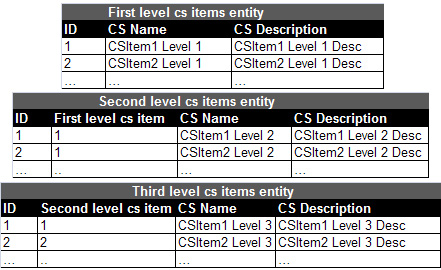 First level cs items entity
ID CS Name CS Description
1 CSItem1 Level 1 CSItem1 Level 1 Desc
2 CSItem2 Level 1 CSItem2 Level 1 Desc
... ... ...
Second level cs items entity
ID First level cs item CS Name CS Description
1 1 CSItem1 Level 2 CSItem1 Level 2 Desc
2 1 CSItem2 Level 2 CSItem2 Level 2 Desc
... .. ... ...
Third level cs items entity
ID Second level cs item CS Name CS Description
1 1 CSItem1 Level 3 CSItem1 Level 3 Desc
2 2 CSItem2 Level 3 CSItem2 Level 3 Desc
... .. ... ...